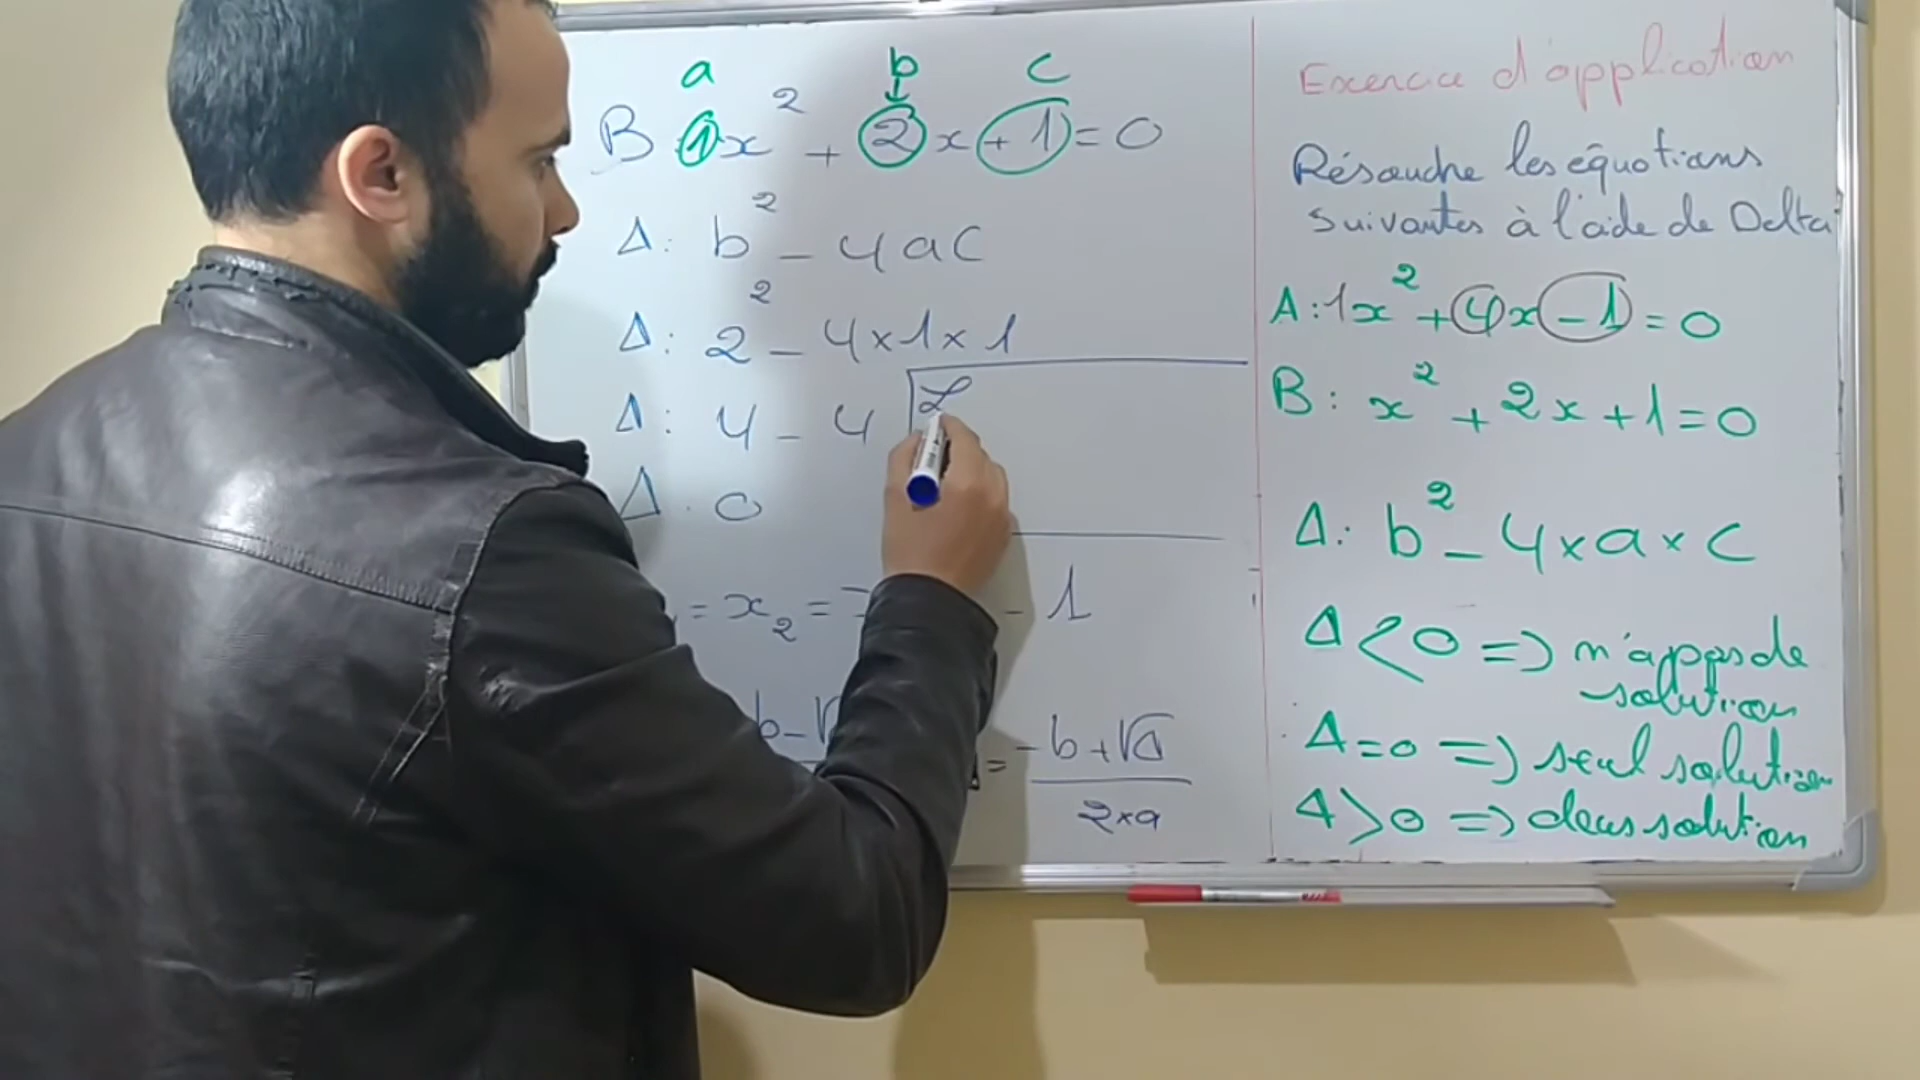 a b c
B 1x² + 2x + 1 = 0
Δ: b² - 4ac
Δ: 2² - 4×1×1
Δ: 4 - 4
Δ: 0
= x₂ = - 1
b - √
= -b + √Δ / 2×a
Exercice d'application
Résoudre les équations
suivantes à l'aide de Delta
A: 1x² + 4x - 1 = 0
B: x² + 2x + 1 = 0
Δ: b² - 4×a×c
Δ < 0 => n'a pas de
solution
Δ = 0 => seul solution
Δ > 0 => deux solution